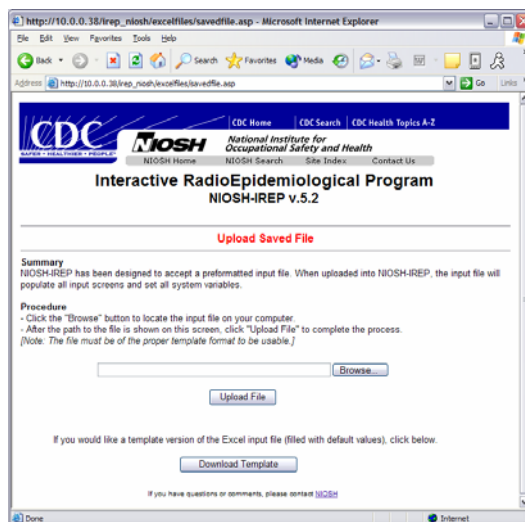 http://10.0.0.38/irep_niosh/excelfiles/savedfile.asp - Microsoft Internet Explorer
File Edit View Favorites Tools Help
Back Search Favorites Media
Address http://10.0.0.38/irep_niosh/excelfiles/savedfile.asp Go Links
CDC Home CDC Search CDC Health Topics A-Z
CDC
SAFER • HEALTHIER • PEOPLE
NIOSH National Institute for
Occupational Safety and Health
NIOSH Home NIOSH Search Site Index Contact Us
Interactive RadioEpidemiological Program
NIOSH-IREP v.5.2
Upload Saved File
Summary
NIOSH-IREP has been designed to accept a preformatted input file. When uploaded into NIOSH-IREP, the input file will
populate all input screens and set all system variables.
Procedure
- Click the "Browse" button to locate the input file on your computer.
- After the path to the file is shown on this screen, click "Upload File" to complete the process.
[Note: The file must be of the proper template format to be usable.]
Browse...
Upload File
If you would like a template version of the Excel input file (filled with default values), click below.
Download Template
If you have questions or comments, please contact NIOSH
Done Internet